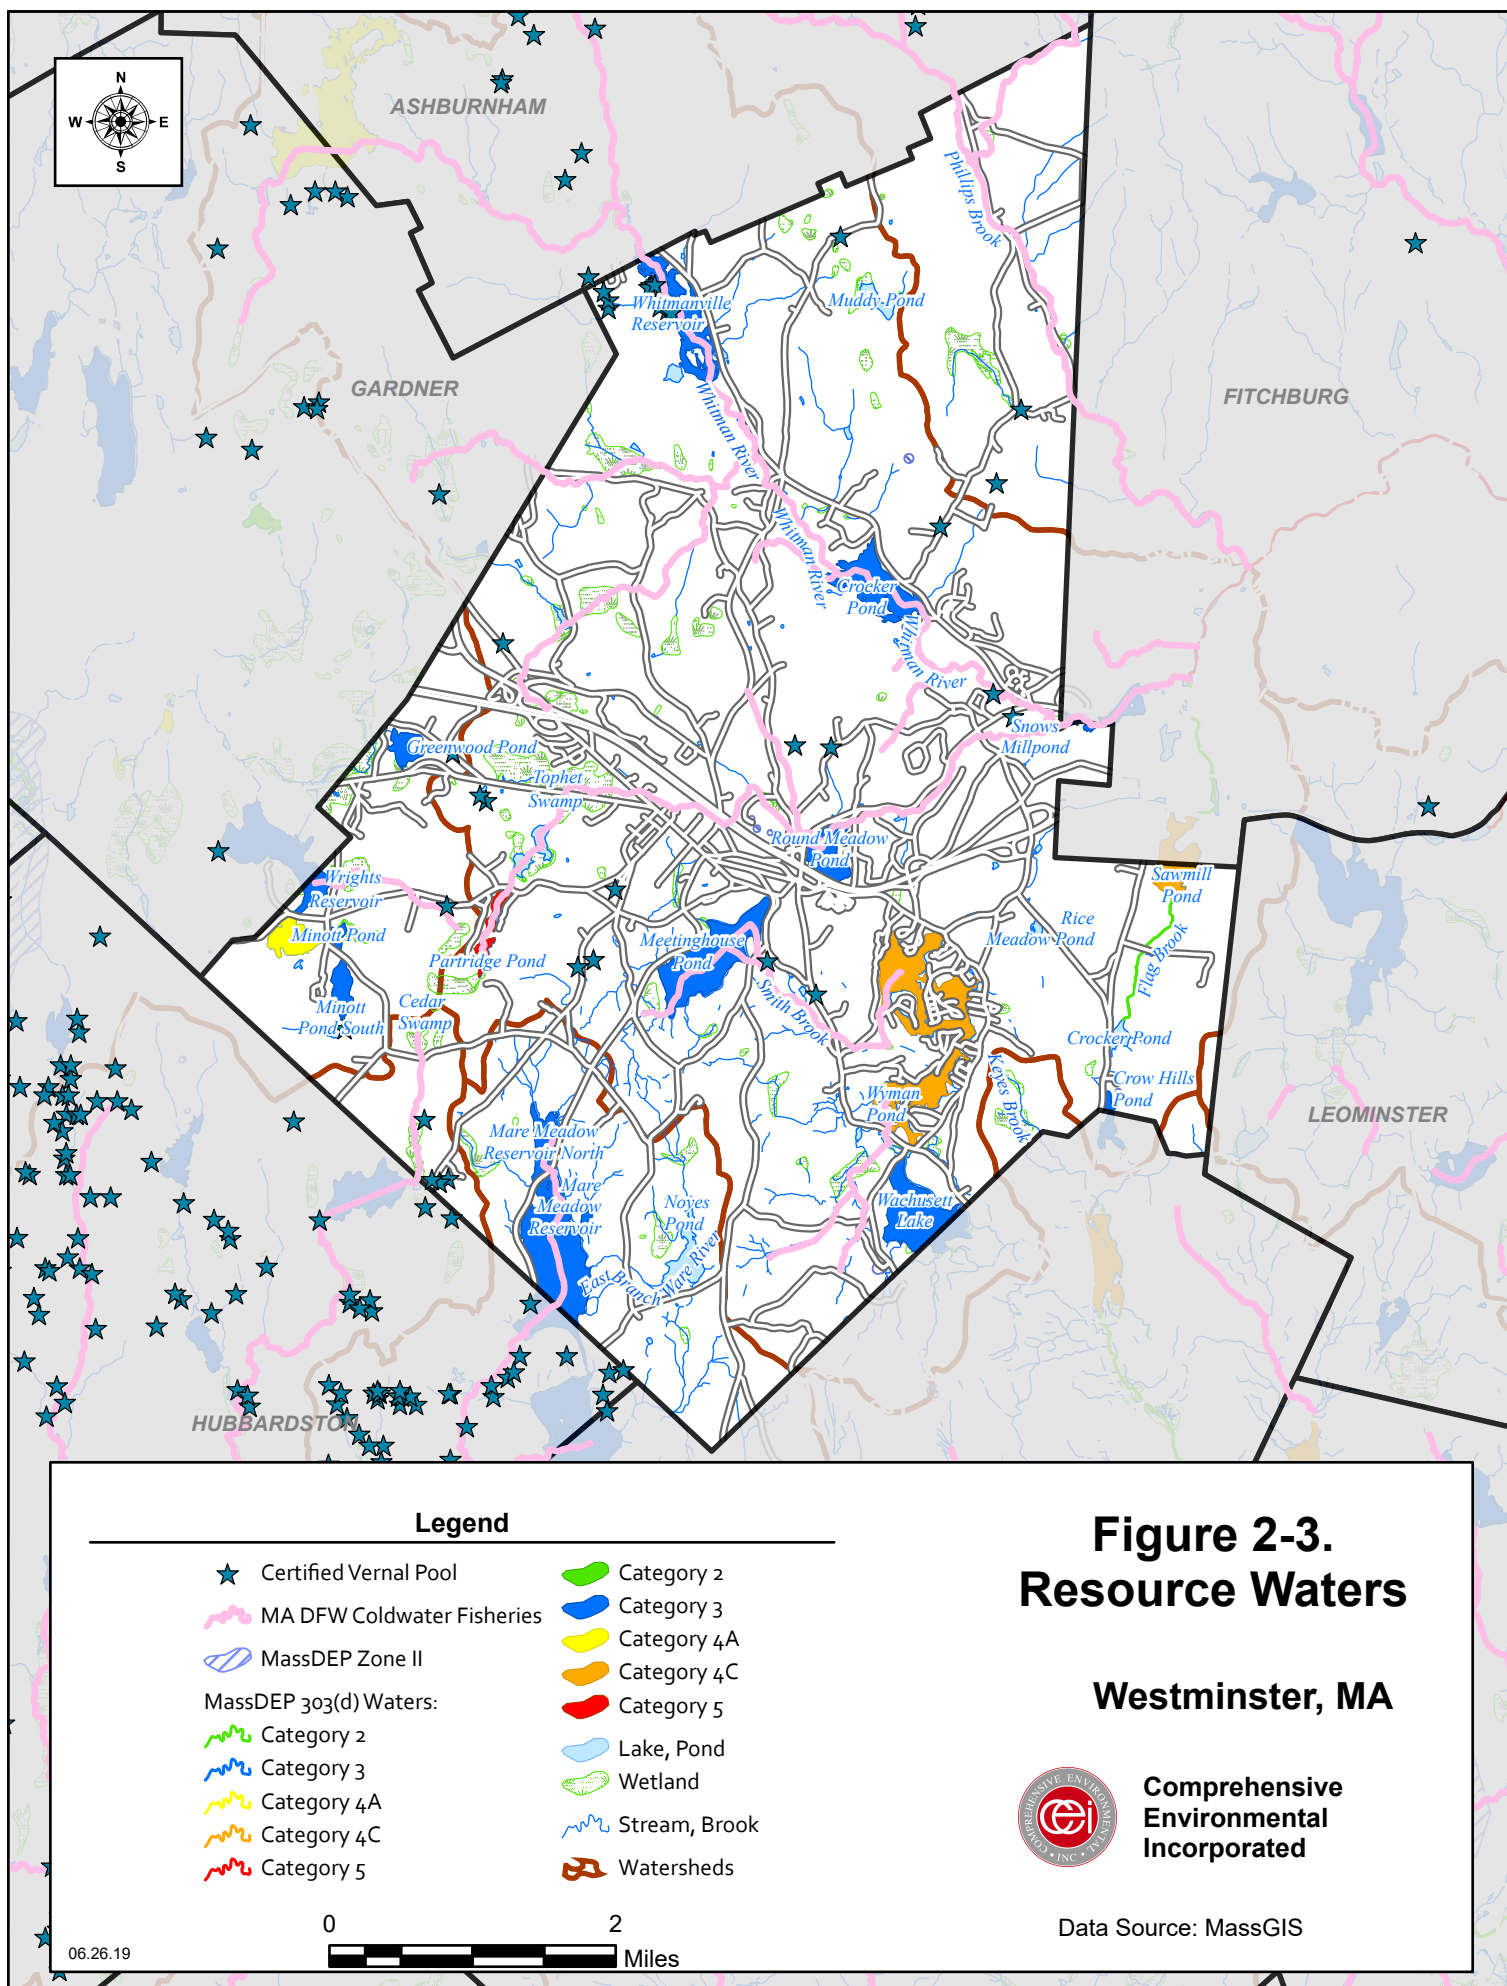 N
W
E
S
ASHBURNHAM
GARDNER
FITCHBURG
LEOMINSTER
HUBBARDSTON
Phillips Brook
Whitmanville
Reservoir
Muddy Pond
Whitman River
Whitman River
Crocker
Pond
Whitman River
Snows
Millpond
Greenwood Pond
Tophet
Swamp
Round Meadow
Pond
Sawmill
Pond
Wrights
Reservoir
Rice
Meadow Pond
Minott Pond
Meetinghouse
Pond
Flag Brook
Partridge Pond
Smith Brook
Minott
Pond South
Cedar
Swamp
Crocker Pond
Keyes Brook
Crow Hills
Pond
Wyman
Pond
Mare Meadow
Reservoir North
Mare
Meadow
Reservoir
Noyes
Pond
Wachusett
Lake
East Branch Ware River
Legend
Certified Vernal Pool
MA DFW Coldwater Fisheries
MassDEP Zone II
MassDEP 303(d) Waters:
Category 2
Category 3
Category 4A
Category 4C
Category 5
Category 2
Category 3
Category 4A
Category 4C
Category 5
Lake, Pond
Wetland
Stream, Brook
Watersheds
0 2
Miles
06.26.19
Figure 2-3.
Resource Waters
Westminster, MA
COMPREHENSIVE ENVIRONMENTAL • INC •
cei
Comprehensive
Environmental
Incorporated
Data Source: MassGIS